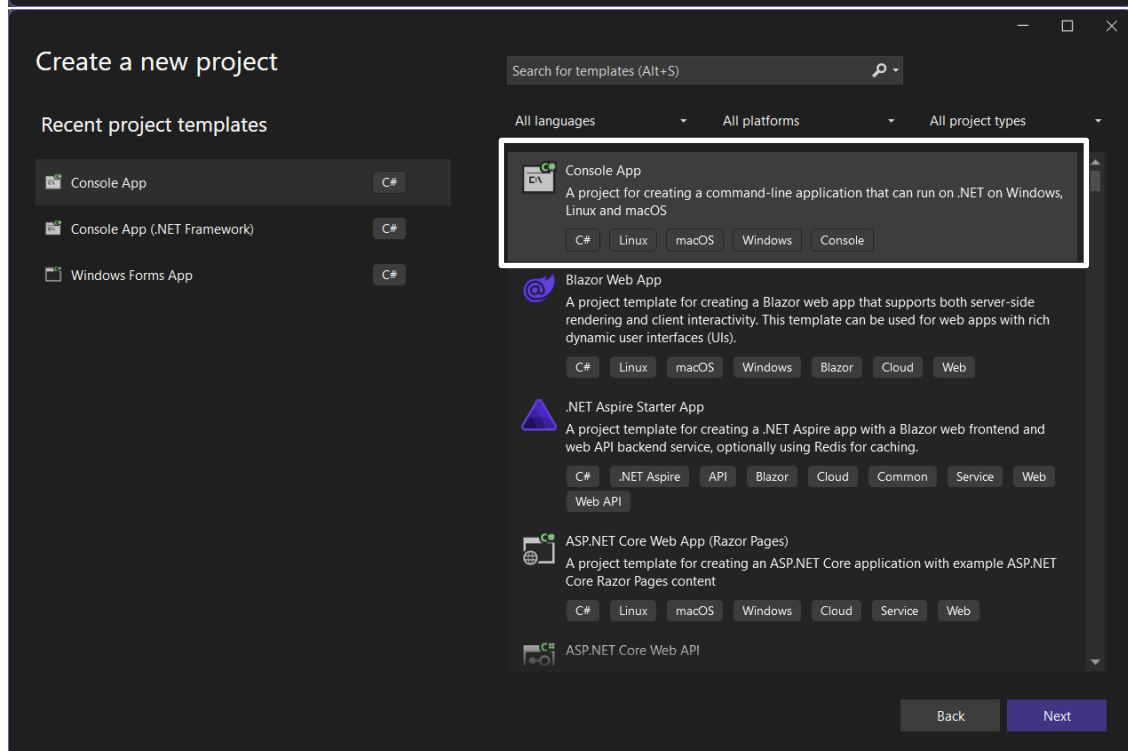 Create a new project
Search for templates (Alt+S)
Recent project templates
All languages
All platforms
All project types
Console App
C#
Console App (.NET Framework)
C#
Windows Forms App
C#
C#
C:\
Console App
A project for creating a command-line application that can run on .NET on Windows,
Linux and macOS
C# Linux macOS Windows Console
Blazor Web App
A project template for creating a Blazor web app that supports both server-side
rendering and client interactivity. This template can be used for web apps with rich
dynamic user interfaces (UIs).
C# Linux macOS Windows Blazor Cloud Web
.NET Aspire Starter App
A project template for creating a .NET Aspire app with a Blazor web frontend and
web API backend service, optionally using Redis for caching.
C# .NET Aspire API Blazor Cloud Common Service Web
Web API
C#
ASP.NET Core Web App (Razor Pages)
A project template for creating an ASP.NET Core application with example ASP.NET
Core Razor Pages content
C# Linux macOS Windows Cloud Service Web
C#
ASP.NET Core Web API
Back
Next